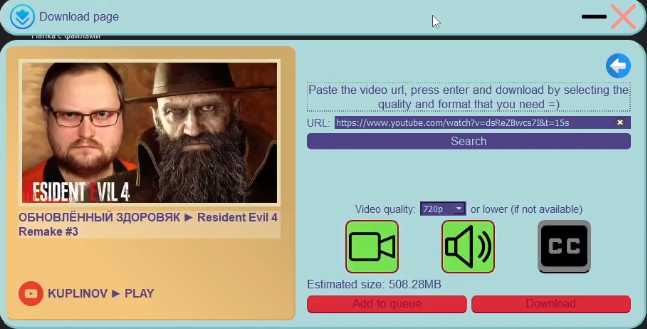 Download page
Папка с файлами
RESIDENT EVIL 4
ОБНОВЛЁННЫЙ ЗДОРОВЯК ► Resident Evil 4
Remake #3
KUPLINOV ► PLAY
Paste the video url, press enter and download by selecting the
quality and format that you need =)
URL: https://www.youtube.com/watch?v=dsReZBwcs7I&t=15s
Search
Video quality: 720p or lower (if not available)
CC
Estimated size: 508.28MB
Add to queue
Download